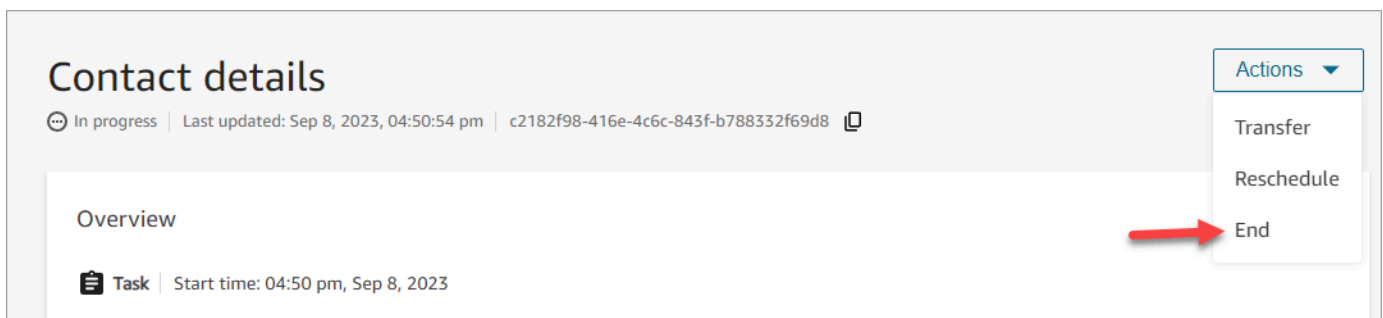 Contact details
Actions
In progress Last updated: Sep 8, 2023, 04:50:54 pm c2182f98-416e-4c6c-843f-b788332f69d8
Transfer
Reschedule
End
Overview
Task Start time: 04:50 pm, Sep 8, 2023